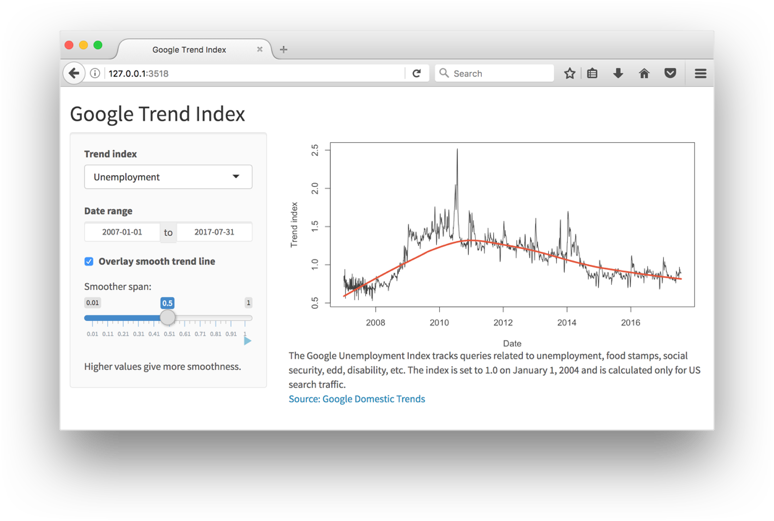 Google Trend Index
127.0.0.1:3518
Search
Google Trend Index
Trend index
Unemployment
Date range
2007-01-01 to 2017-07-31
Overlay smooth trend line
Smoother span:
0.01 0.5 1
0.01 0.11 0.21 0.31 0.41 0.51 0.61 0.71 0.81 0.91 1
Higher values give more smoothness.
Trend index
2.5
2.0
1.5
1.0
0.5
2008 2010 2012 2014 2016
Date
The Google Unemployment Index tracks queries related to unemployment, food stamps, social
security, edd, disability, etc. The index is set to 1.0 on January 1, 2004 and is calculated only for US
search traffic.
Source: Google Domestic Trends